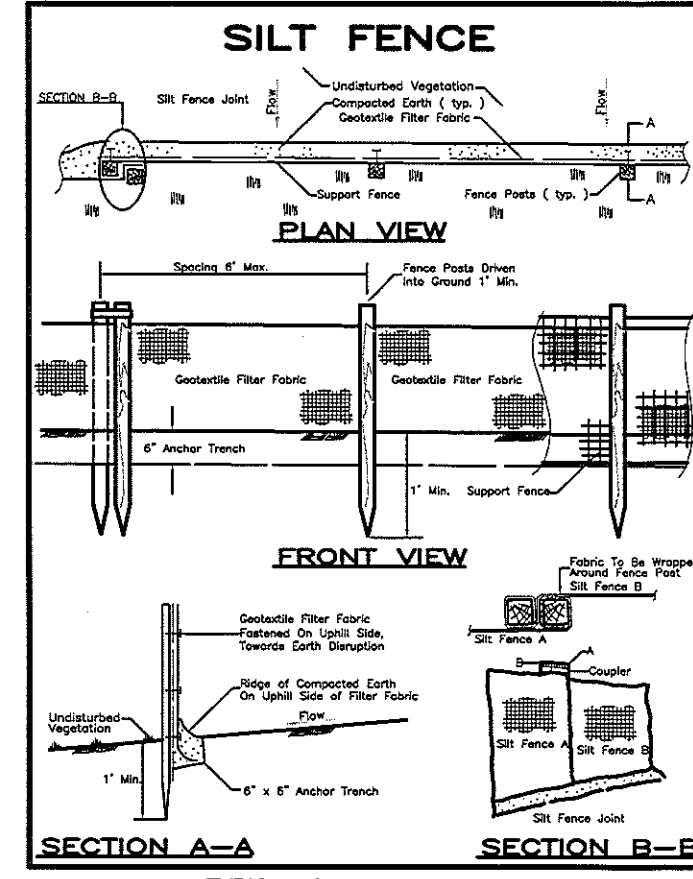 SILT FENCE
SECTION B-B
Silt Fence Joint
Flow
Undisturbed Vegetation
Compacted Earth ( typ. )
Geotextile Filter Fabric
Flow
A
Support Fence
Fence Posts ( typ. )
A
PLAN VIEW
Spacing 6' Max.
Fence Posts Driven
into Ground 1' Min.
Geotextile Filter Fabric
Geotextile Filter Fabric
6" Anchor Trench
1' Min.
Support Fence
FRONT VIEW
Geotextile Filter Fabric
Fastened On Uphill Side,
Towards Earth Disruption
Ridge of Compacted Earth
On Uphill Side of Filter Fabric
Flow
Undisturbed
Vegetation
1' Min.
6" x 6" Anchor Trench
SECTION A-A
Fabric To Be Wrappe
Around Fence Post
Silt Fence B
Silt Fence A
B
A
Coupler
Silt Fence A
Silt Fence B
Silt Fence Joint
SECTION B-B